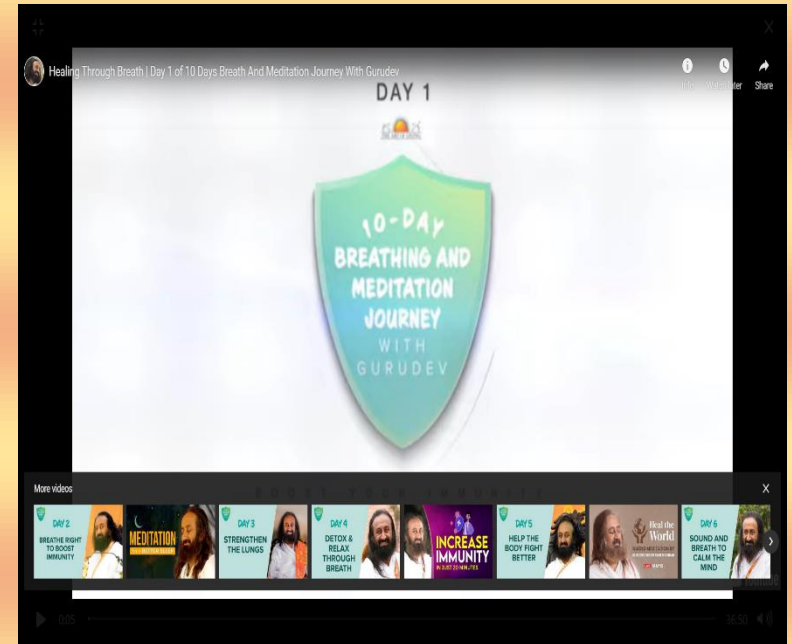 Healing Through Breath | Day 1 of 10 Days Breath And Meditation Journey With Gurudev
Info
Watch later
Share
DAY 1
10-DAY
BREATHING AND
MEDITATION
JOURNEY
WITH
GURUDEV
BOOST YOUR IMMUNITY
More videos
X
DAY 2
BREATHE RIGHT
TO BOOST
IMMUNITY
MEDITATION
DAY 3
STRENGTHEN
THE LUNGS
DAY 4
DETOX &
RELAX
THROUGH
BREATH
INCREASE
IMMUNITY
IN JUST 20 MINUTES
DAY 5
HELP THE
BODY FIGHT
BETTER
Heal the
World
DAY 6
SOUND AND
BREATH TO
CALM THE
MIND
YouTube
0:05
36:50